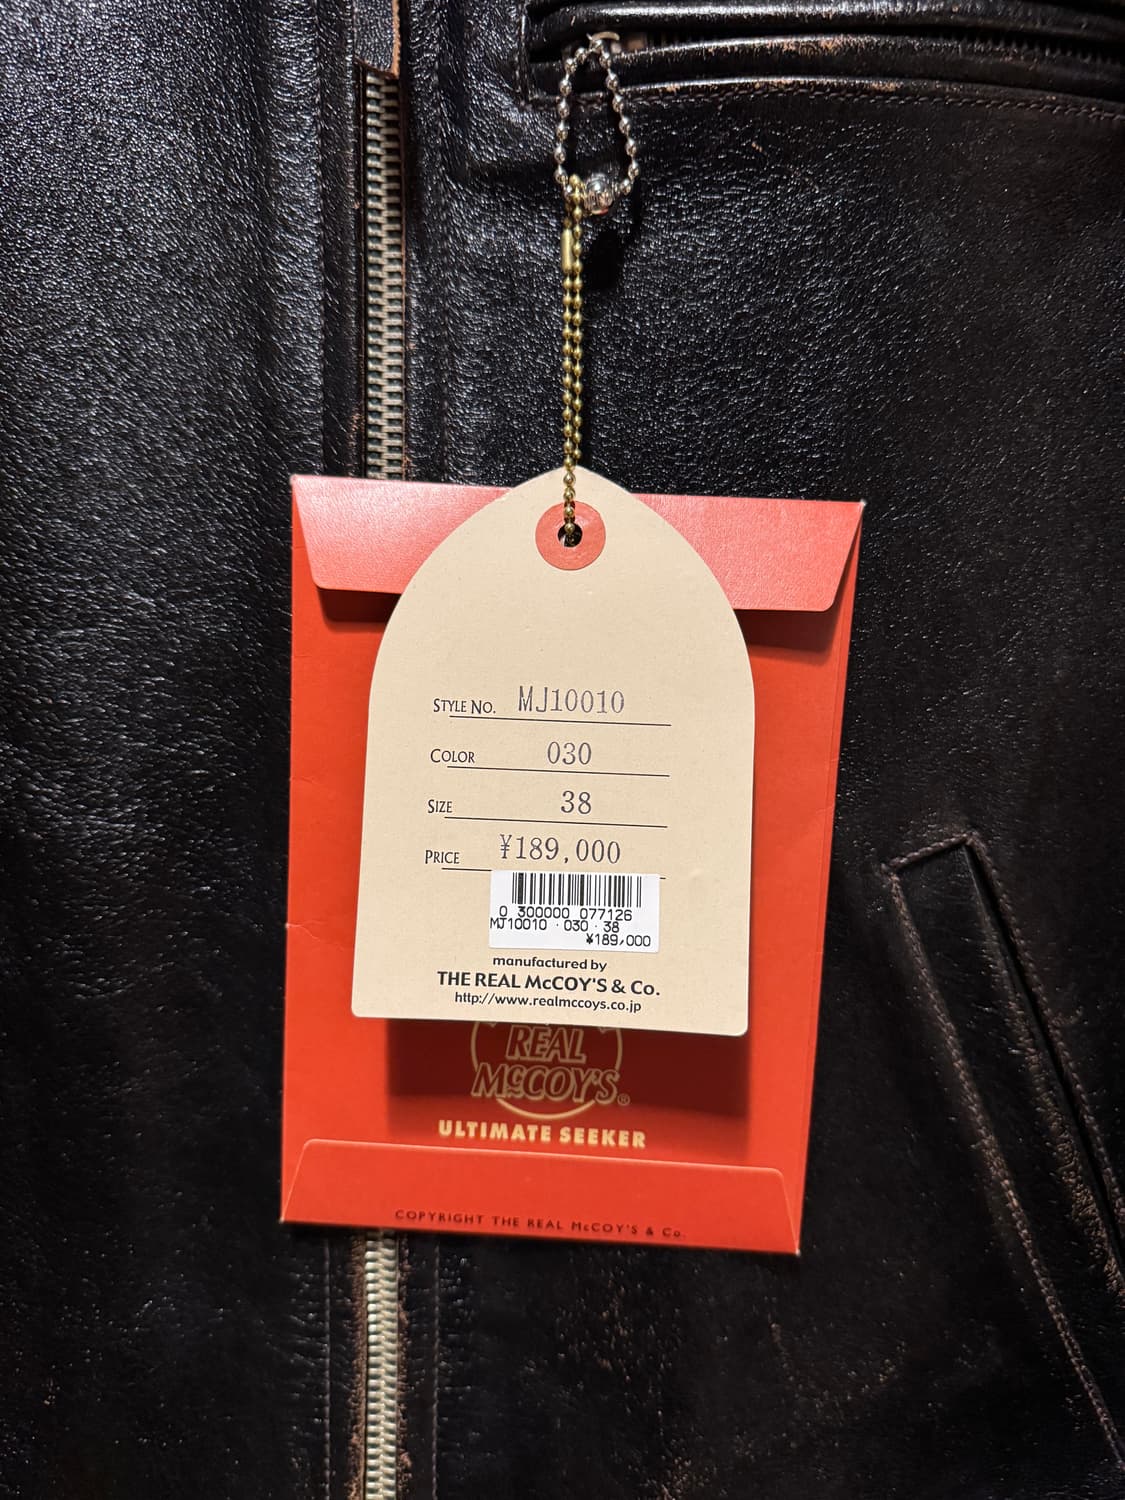 STYLE NO. MJ10010
COLOR 030
SIZE 38
PRICE ¥189,000
0 300000 077126
MJ10010 ・030・38
¥189,000
manufactured by
THE REAL McCOY'S & Co.
http://www.realmccoys.co.jp
REAL
McCOY'S®
ULTIMATE SEEKER
COPYRIGHT THE REAL McCOY'S & Co.